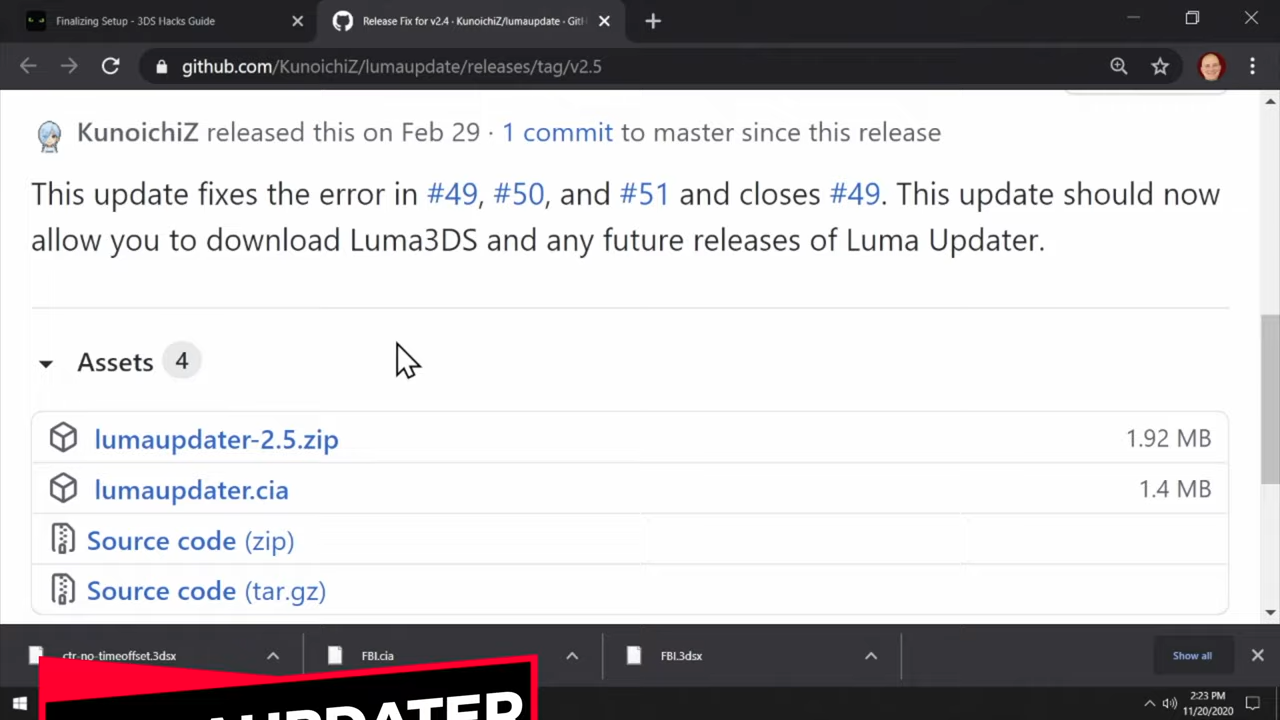 Finalizing Setup - 3DS Hacks Guide
Release Fix for v2.4 · KunoichiZ/lumaupdate · GitH
github.com/KunoichiZ/lumaupdate/releases/tag/v2.5
KunoichiZ released this on Feb 29 · 1 commit to master since this release
This update fixes the error in #49, #50, and #51 and closes #49. This update should now
allow you to download Luma3DS and any future releases of Luma Updater.
Assets 4
lumaupdater-2.5.zip 1.92 MB
lumaupdater.cia 1.4 MB
Source code (zip)
Source code (tar.gz)
ctr-no-timeoffset.3dsx FBI.cia FBI.3dsx Show all
2:23 PM
11/20/2020